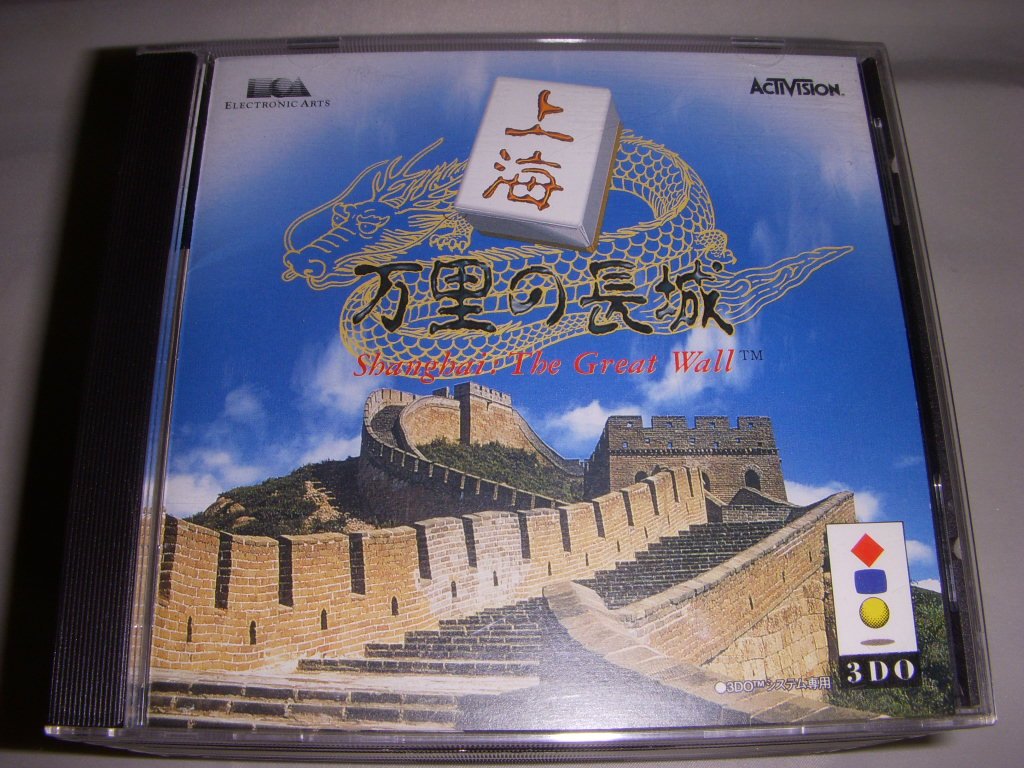 ELECTRONIC ARTS
ACTIVISION.
上
海
万里の長城
Shanghai: The Great Wall™
●3DO™システム専用
3DO